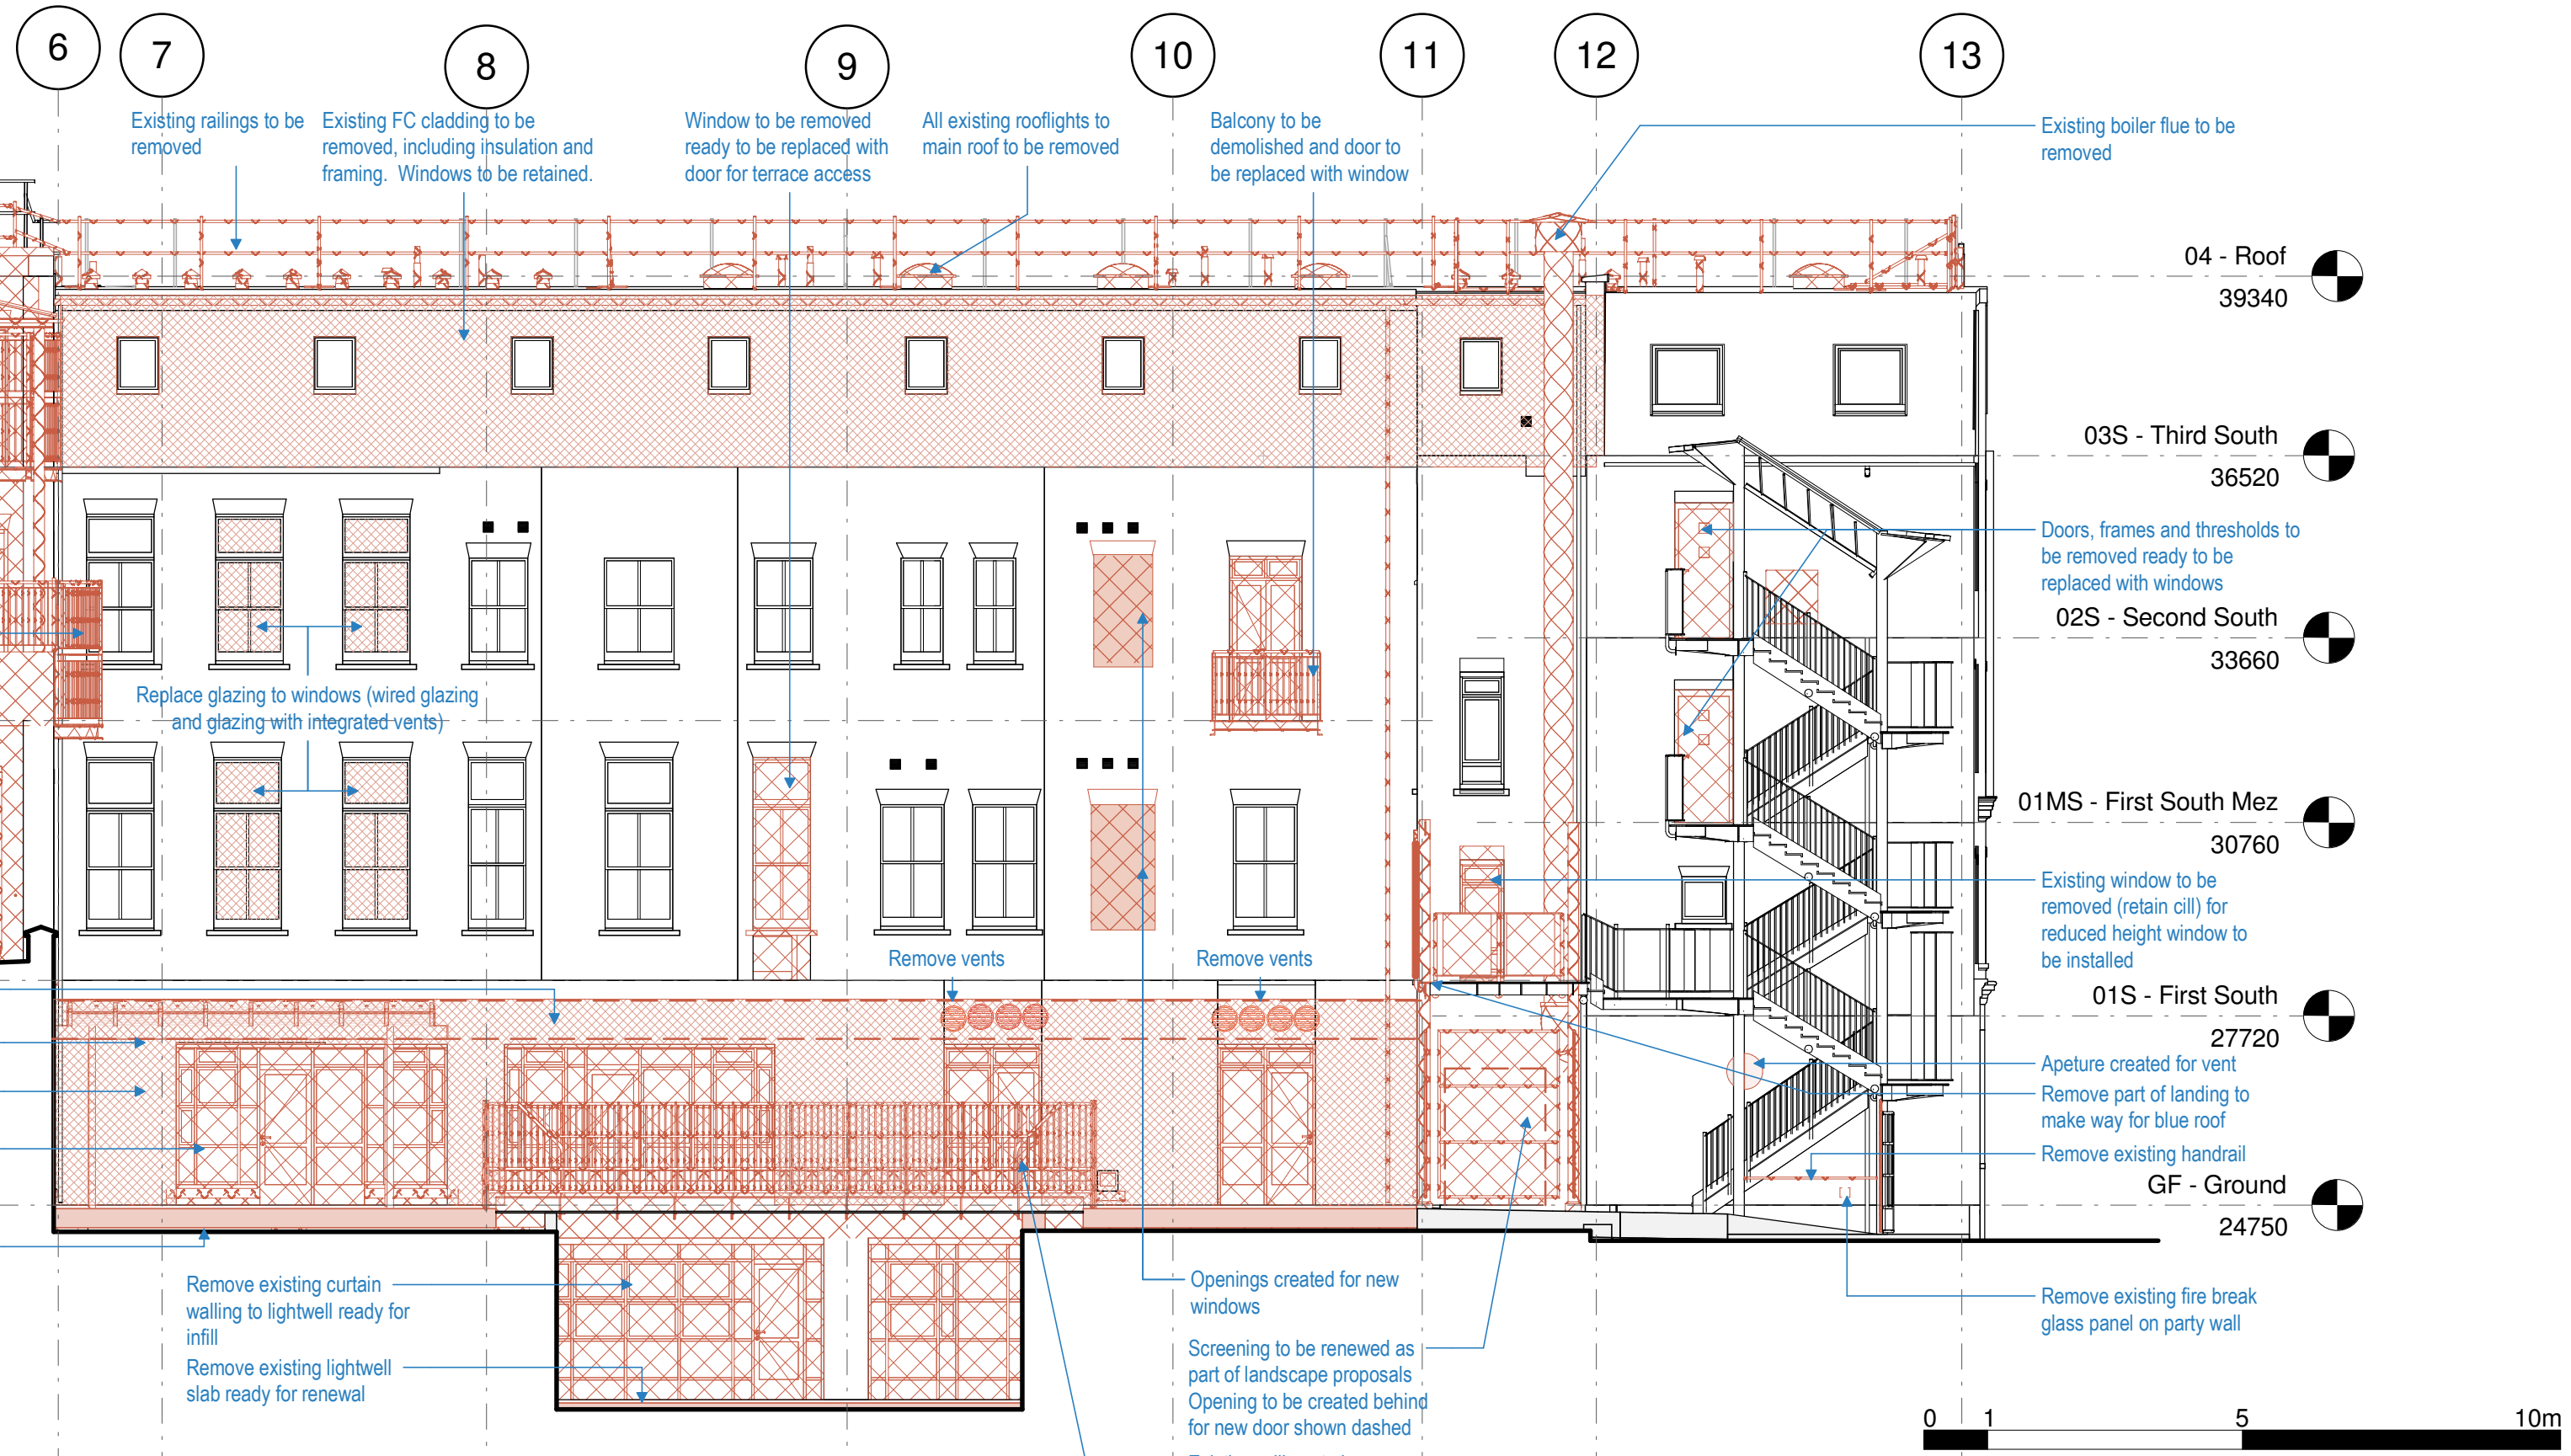 6
7
8
9
10
11
12
13
Existing railings to be
removed
Existing FC cladding to be
removed, including insulation and
framing.  Windows to be retained.
Window to be removed
ready to be replaced with
door for terrace access
All existing rooflights to
main roof to be removed
Balcony to be
demolished and door to
be replaced with window
Existing boiler flue to be
removed
04 - Roof
39340
03S - Third South
36520
Doors, frames and thresholds to
be removed ready to be
replaced with windows
02S - Second South
33660
Replace glazing to windows (wired glazing
and glazing with integrated vents)
01MS - First South Mez
30760
Existing window to be
removed (retain cill) for
reduced height window to
be installed
Remove vents
Remove vents
01S - First South
27720
Apeture created for vent
Remove part of landing to
make way for blue roof
Remove existing handrail
GF - Ground
24750
Remove existing curtain
walling to lightwell ready for
infill
Remove existing lightwell
slab ready for renewal
Openings created for new
windows
Screening to be renewed as
part of landscape proposals
Opening to be created behind
for new door shown dashed
Remove existing fire break
glass panel on party wall
0 1 5 10m